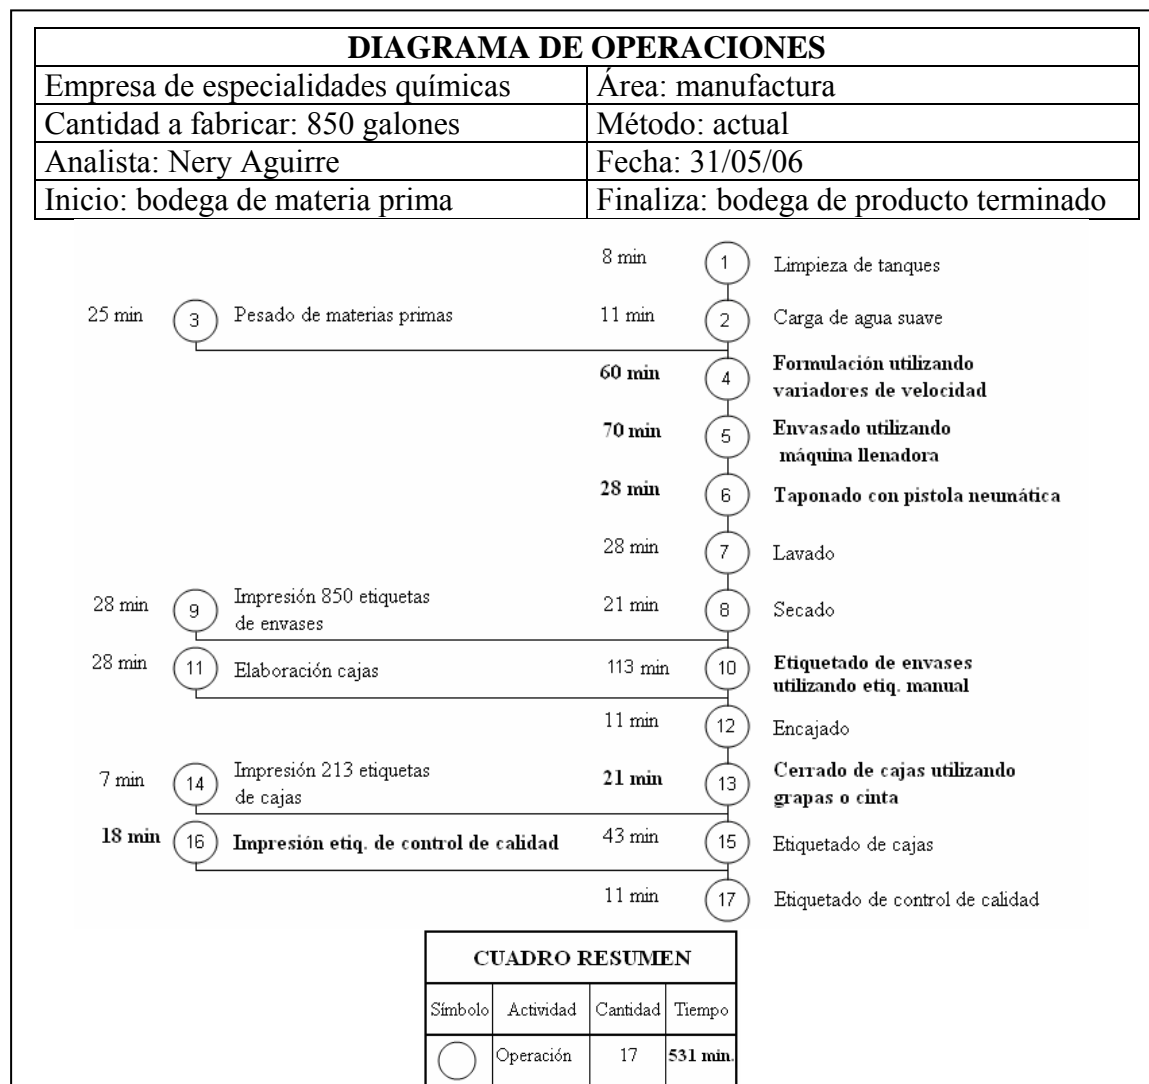 DIAGRAMA DE OPERACIONES
Empresa de especialidades químicas Área: manufactura
Cantidad a fabricar: 850 galones Método: actual
Analista: Nery Aguirre Fecha: 31/05/06
Inicio: bodega de materia prima Finaliza: bodega de producto terminado
8 min 1 Limpieza de tanques
25 min 3 Pesado de materias primas 11 min 2 Carga de agua suave
60 min 4 Formulación utilizando
variadores de velocidad
70 min 5 Envasado utilizando
máquina llenadora
28 min 6 Taponado con pistola neumática
28 min 7 Lavado
28 min 9 Impresión 850 etiquetas
de envases
21 min 8 Secado
28 min 11 Elaboración cajas
113 min 10 Etiquetado de envases
utilizando etiq. manual
11 min 12 Encajado
7 min 14 Impresión 213 etiquetas
de cajas
21 min 13 Cerrado de cajas utilizando
grapas o cinta
18 min 16 Impresión etiq. de control de calidad
43 min 15 Etiquetado de cajas
11 min 17 Etiquetado de control de calidad
CUADRO RESUMEN
Símbolo Actividad Cantidad Tiempo
Operación 17 531 min.